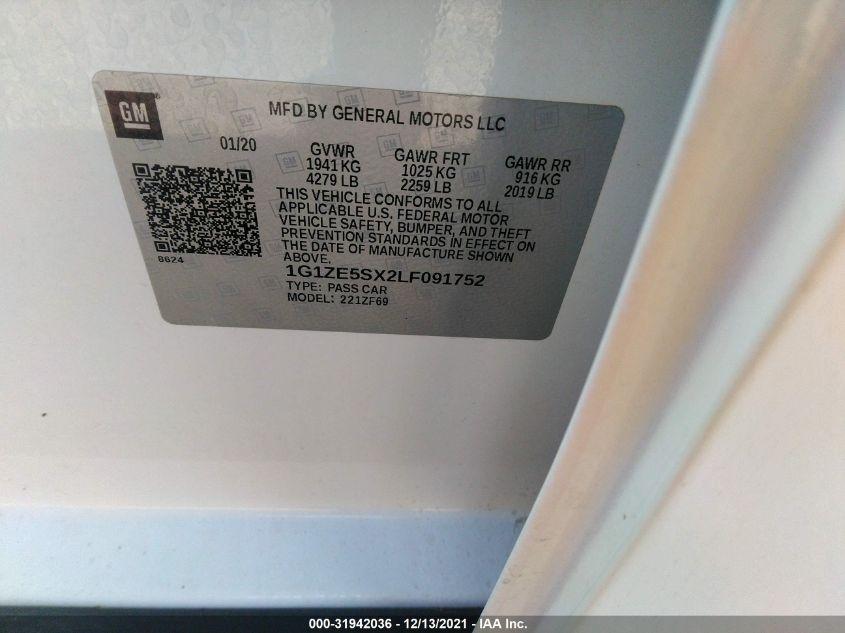 GM
MFD BY GENERAL MOTORS LLC
01/20
GVWR GAWR FRT GAWR RR
1941 KG 1025 KG 916 KG
4279 LB 2259 LB 2019 LB
THIS VEHICLE CONFORMS TO ALL
APPLICABLE U.S. FEDERAL MOTOR
VEHICLE SAFETY, BUMPER, AND THEFT
PREVENTION STANDARDS IN EFFECT ON
THE DATE OF MANUFACTURE SHOWN
ABOVE.
8624
1G1ZE5SX2LF091752
TYPE: PASS CAR
MODEL: 221ZF69
000-31942036 - 12/13/2021 - IAA Inc.